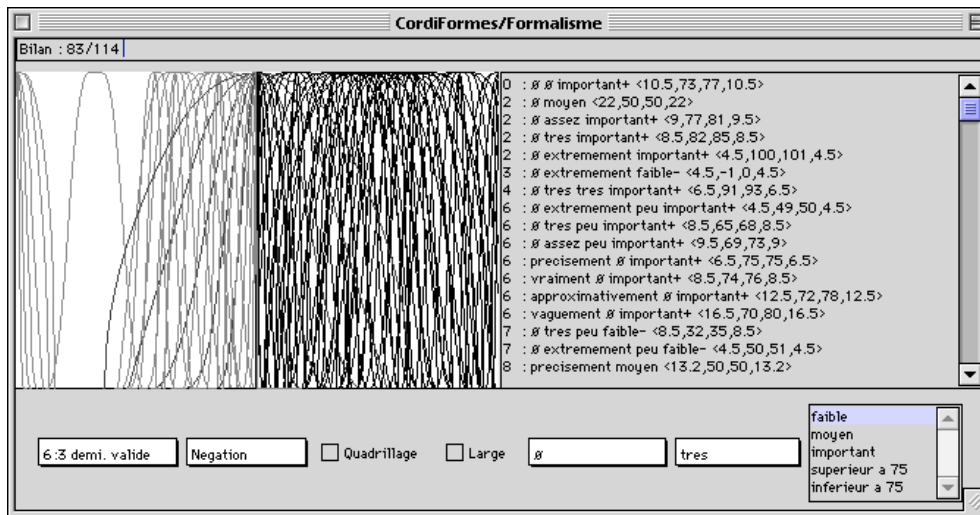 CordiFormes/Formalisme
Bilan : 83/114
0 : ø ø important+ <10.5,73,77,10.5>
2 : ø moyen <22,50,50,22>
2 : ø assez important+ <9,77,81,9.5>
2 : ø tres important+ <8.5,82,85,8.5>
2 : ø extremement important+ <4.5,100,101,4.5>
3 : ø extremement faible- <4.5,-1,0,4.5>
4 : ø tres tres important+ <6.5,91,93,6.5>
6 : ø extremement peu important+ <4.5,49,50,4.5>
6 : ø tres peu important+ <8.5,65,68,8.5>
6 : ø assez peu important+ <9.5,69,73,9>
6 : precisement ø important+ <6.5,75,75,6.5>
6 : vraiment ø important+ <8.5,74,76,8.5>
6 : approximativement ø important+ <12.5,72,78,12.5>
6 : vaguement ø important+ <16.5,70,80,16.5>
7 : ø tres peu faible- <8.5,32,35,8.5>
7 : ø extremement peu faible- <4.5,50,51,4.5>
8 : precisement moyen <13.2,50,50,13.2>
6:3 demi. valide
Negation
Quadrillage
Large
ø
tres
faible
moyen
important
superieur a 75
inferieur a 75